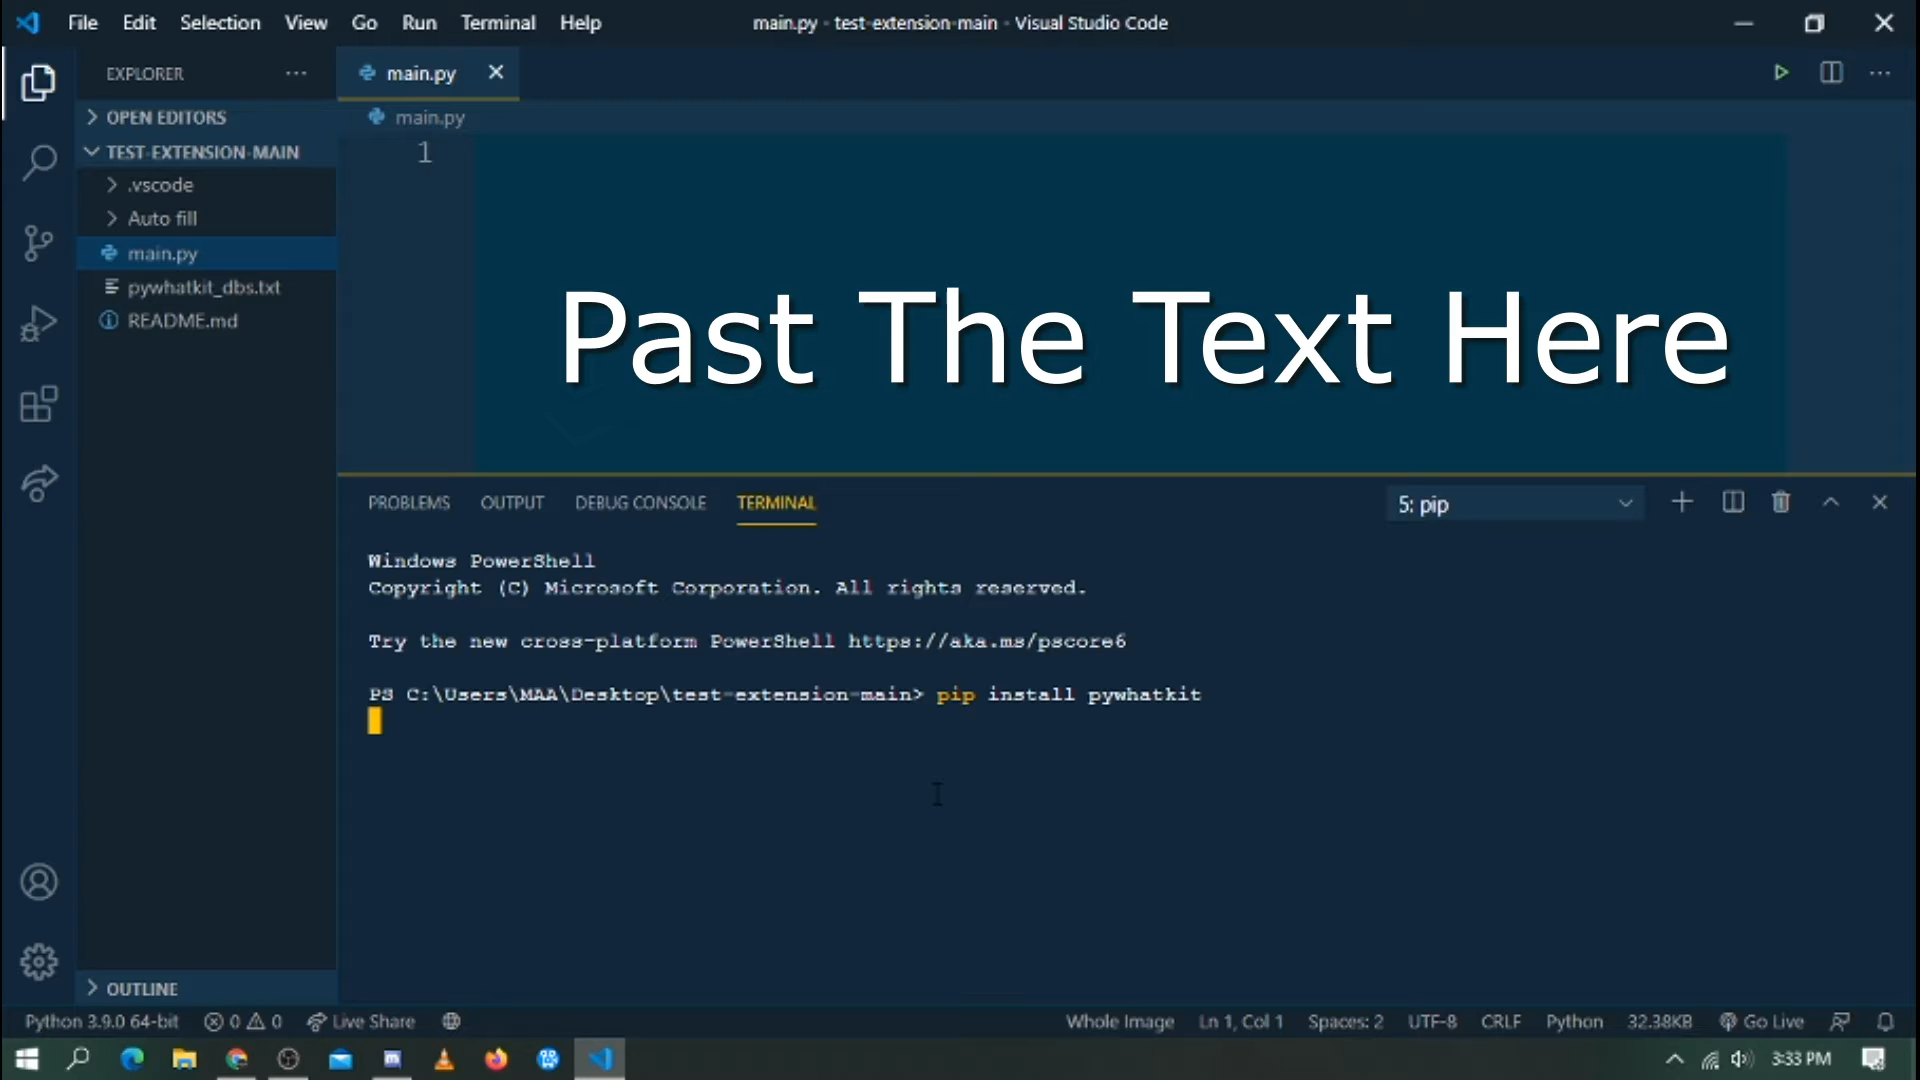 File Edit Selection View Go Run Terminal Help
main.py - test-extension-main - Visual Studio Code
EXPLORER
main.py
OPEN EDITORS
main.py
TEST-EXTENSION-MAIN
1
.vscode
Auto fill
main.py
pywhatkit_dbs.txt
README.md
Past The Text Here
PROBLEMS OUTPUT DEBUG CONSOLE TERMINAL
5: pip
Windows PowerShell
Copyright (C) Microsoft Corporation. All rights reserved.
Try the new cross-platform PowerShell https://aka.ms/pscore6
PS C:\Users\MAA\Desktop\test-extension-main> pip install pywhatkit
OUTLINE
Python 3.9.0 64-bit 0 0 Live Share
Whole Image Ln 1, Col 1 Spaces: 2 UTF-8 CRLF Python 32.38KB Go Live
3:33 PM